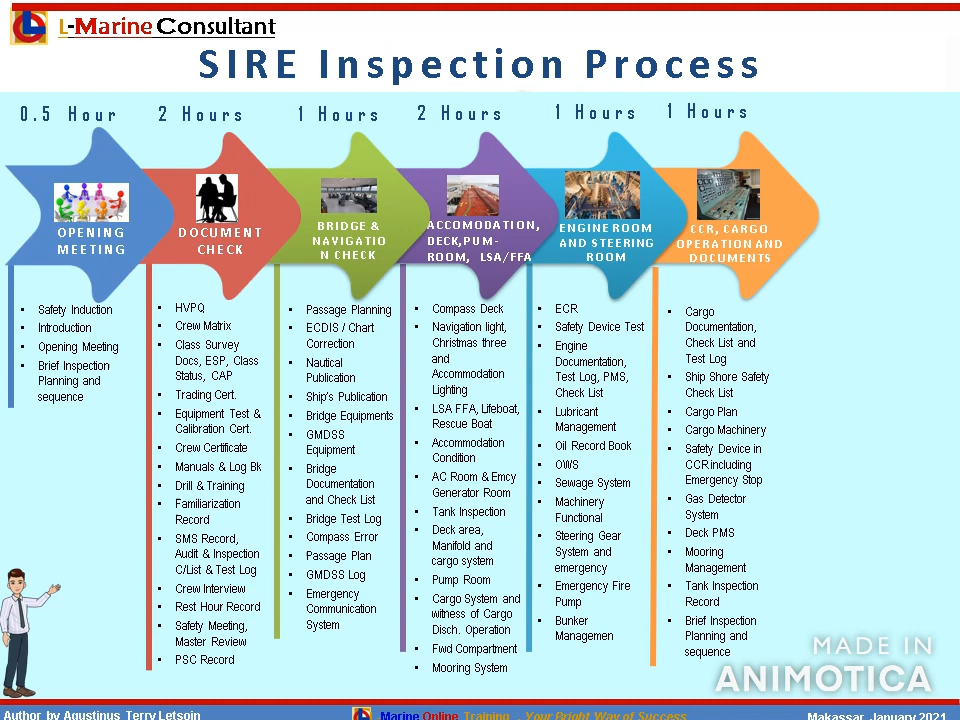 L-Marine Consultant
SIRE Inspection Process
0.5 Hour
2 Hours
1 Hours
2 Hours
1 Hours
1 Hours
OPENING
MEETING
DOCUMENT
CHECK
BRIDGE &
NAVIGATIO
N CHECK
ACCOMODATION,
DECK,PUM-
ROOM, LSA/FFA
ENGINE ROOM
AND STEERING
ROOM
CCR, CARGO
OPERATION AND
DOCUMENTS
• Safety Induction
• Introduction
• Opening Meeting
• Brief Inspection
Planning and
sequence
• HVPQ
• Crew Matrix
• Class Survey
Docs, ESP, Class
Status, CAP
• Trading Cert.
• Equipment Test &
Calibration Cert.
• Crew Certificate
• Manuals & Log Bk
• Drill & Training
• Familiarization
Record
• SMS Record,
Audit & Inspection
C/List & Test Log
• Crew Interview
• Rest Hour Record
• Safety Meeting,
Master Review
• PSC Record
• Passage Planning
• ECDIS / Chart
Correction
• Nautical
Publication
• Ship's Publication
• Bridge Equipments
• GMDSS
Equipment
• Bridge
Documentation
and Check List
• Bridge Test Log
• Compass Error
• Passage Plan
• GMDSS Log
• Emergency
Communication
System
• Compass Deck
• Navigation light,
Christmas three
and
Accommodation
Lighting
• LSA FFA, Lifeboat,
Rescue Boat
• Accommodation
Condition
• AC Room & Emcy
Generator Room
• Tank Inspection
• Deck area,
Manifold and
cargo system
• Pump Room
• Cargo System and
witness of Cargo
Disch. Operation
• Fwd Compartment
• Mooring System
• ECR
• Safety Device Test
• Engine
Documentation,
Test Log, PMS,
Check List
• Lubricant
Management
• Oil Record Book
• OWS
• Sewage System
• Machinery
Functional
• Steering Gear
System and
emergency
• Emergency Fire
Pump
• Bunker
Managemen
• Cargo
Documentation,
Check List and
Test Log
• Ship Shore Safety
Check List
• Cargo Plan
• Cargo Machinery
• Safety Device in
CCR including
Emergency Stop
• Gas Detector
System
• Deck PMS
• Mooring
Management
• Tank Inspection
Record
• Brief Inspection
Planning and
sequence
MADE IN
ANIMOTICA
Author by Agustinus Terry Letsoin
Marine Online Training . Your Bright Way of Success
Makassar, January 2021